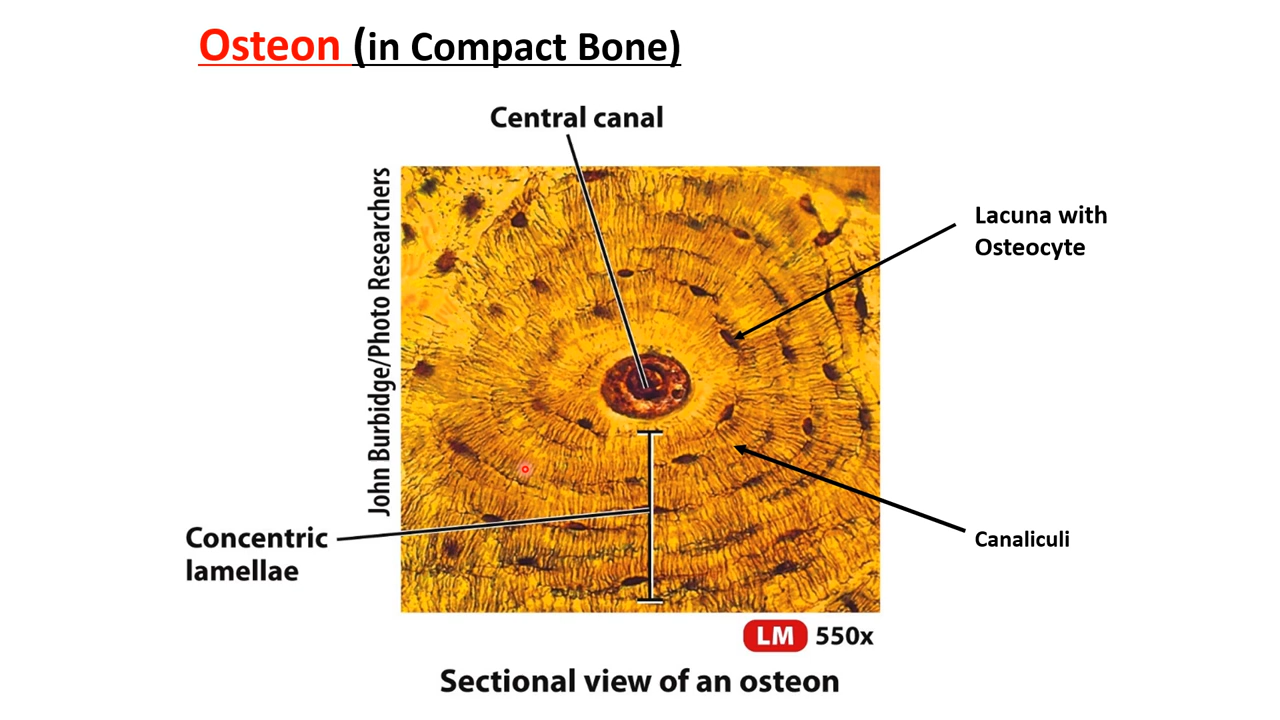 Osteon (in Compact Bone)
Central canal
John Burbidge/Photo Researchers
Lacuna with
Osteocyte
Concentric
lamellae
Canaliculi
LM 550x
Sectional view of an osteon